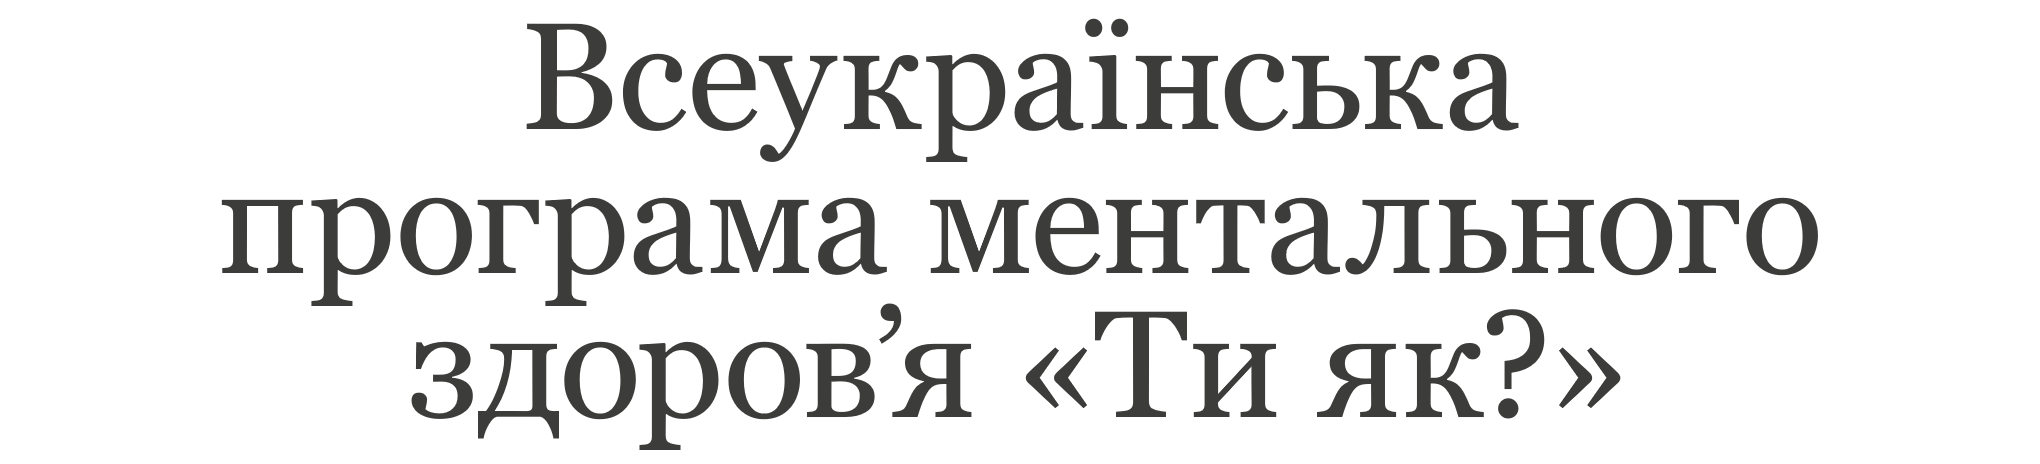 Всеукраїнська
програма ментального
здоров’я «Ти як?»